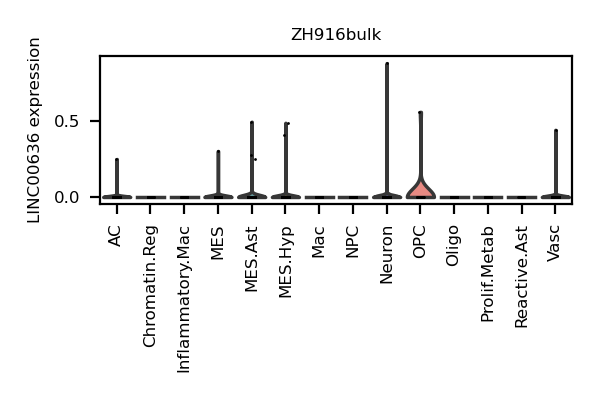 ZH916bulk
LINC00636 expression
0.5
0.0
AC
Chromatin.Reg
Inflammatory.Mac
MES
MES.Ast
MES.Hyp
Mac
NPC
Neuron
OPC
Oligo
Prolif.Metab
Reactive.Ast
Vasc